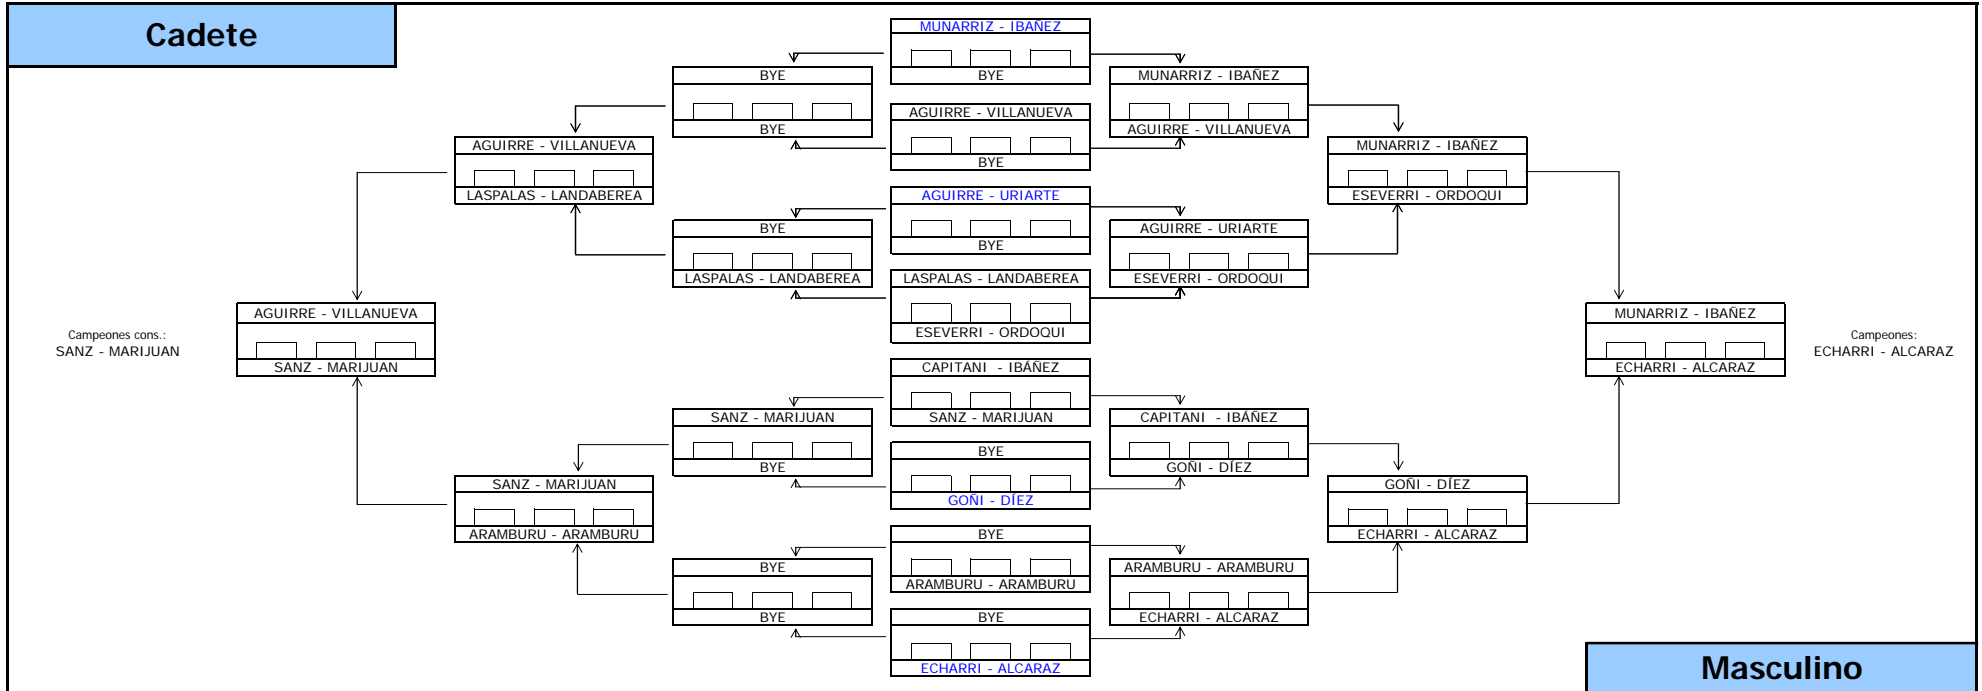 Cadete
MUNARRIZ - IBAÑEZ
BYE
BYE
BYE
MUNARRIZ - IBAÑEZ
AGUIRRE - VILLANUEVA
AGUIRRE - VILLANUEVA
BYE
AGUIRRE - VILLANUEVA
LASPALAS - LANDABEREA
MUNARRIZ - IBAÑEZ
ESEVERRI - ORDOQUI
AGUIRRE - URIARTE
BYE
BYE
LASPALAS - LANDABEREA
AGUIRRE - URIARTE
ESEVERRI - ORDOQUI
LASPALAS - LANDABEREA
ESEVERRI - ORDOQUI
Campeones cons.:
SANZ - MARIJUAN
AGUIRRE - VILLANUEVA
SANZ - MARIJUAN
MUNARRIZ - IBAÑEZ
ECHARRI - ALCARAZ
Campeones:
ECHARRI - ALCARAZ
CAPITANI - IBÁÑEZ
SANZ - MARIJUAN
SANZ - MARIJUAN
BYE
CAPITANI - IBÁÑEZ
GOÑI - DÍEZ
BYE
GOÑI - DÍEZ
SANZ - MARIJUAN
ARAMBURU - ARAMBURU
GOÑI - DÍEZ
ECHARRI - ALCARAZ
BYE
ARAMBURU - ARAMBURU
BYE
BYE
ARAMBURU - ARAMBURU
ECHARRI - ALCARAZ
BYE
ECHARRI - ALCARAZ
Masculino